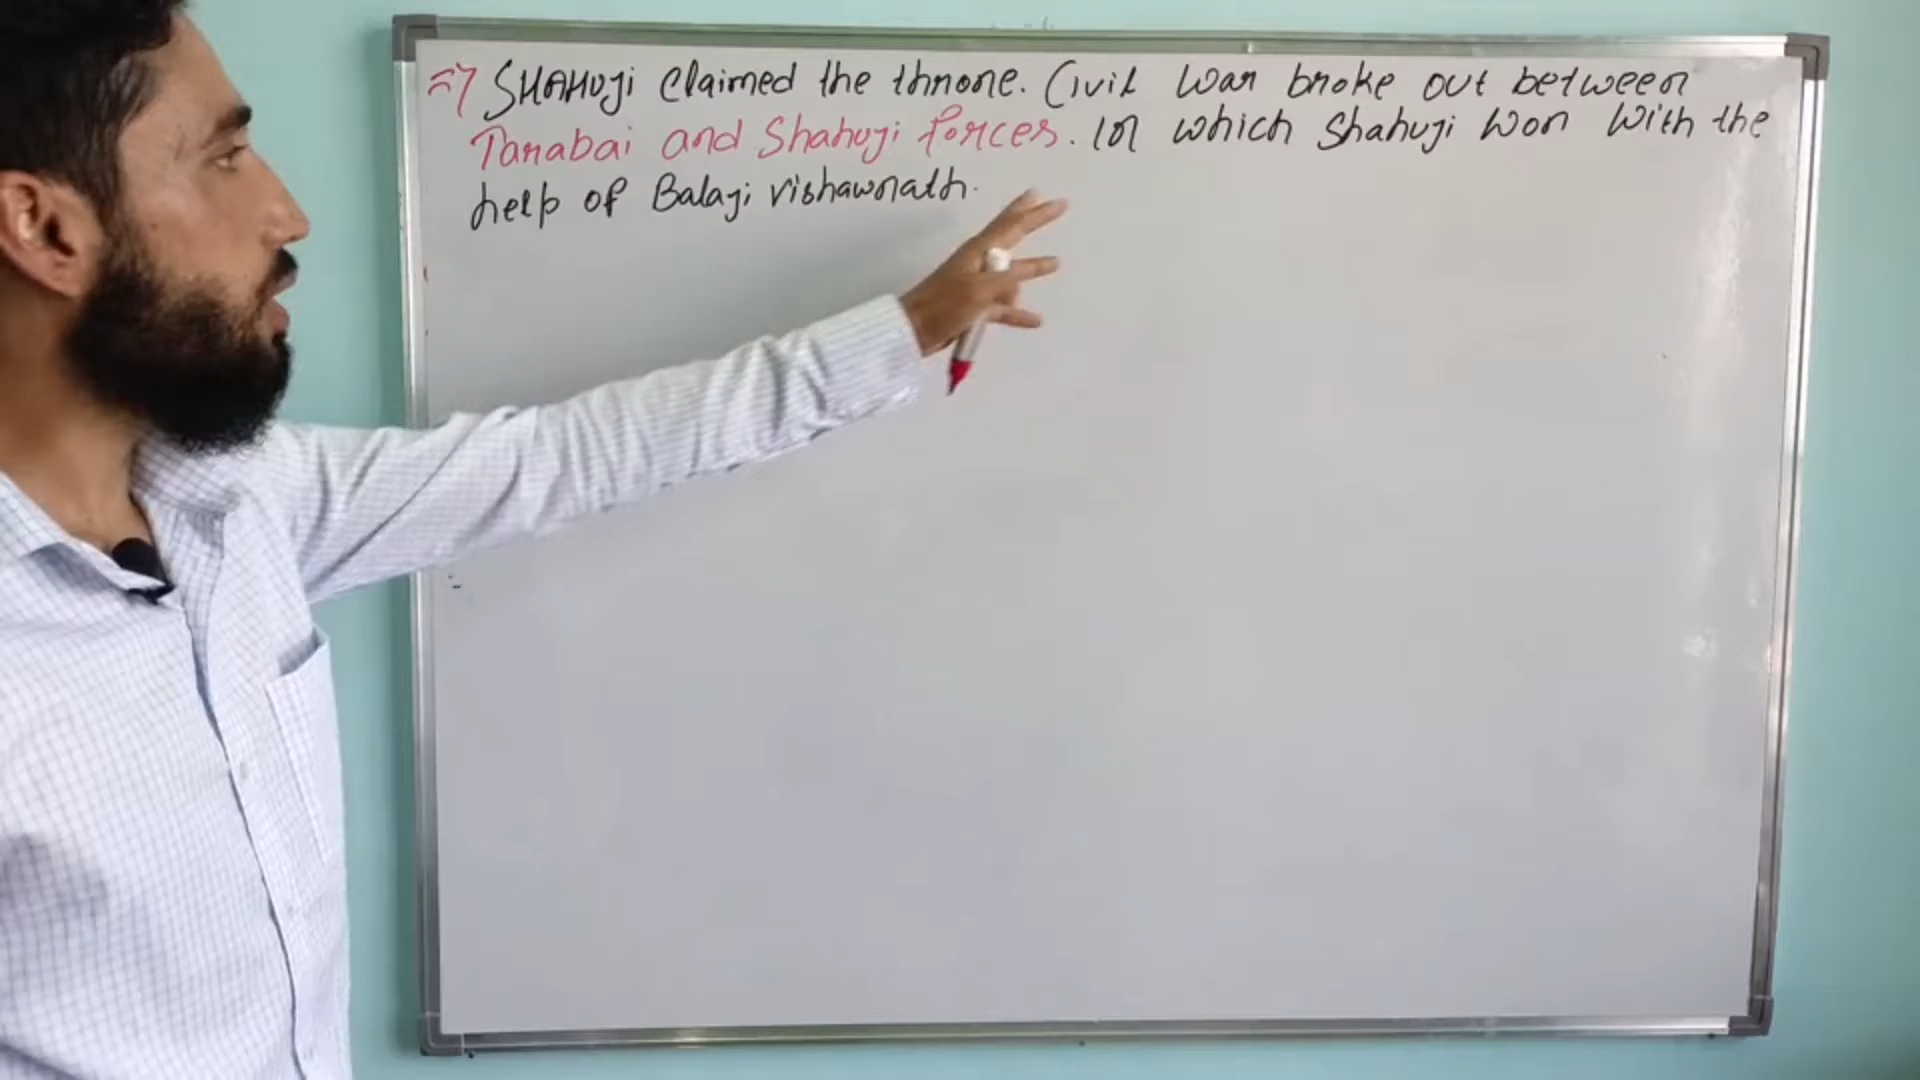 => SHAHUji claimed the throne. Civil war broke out between
Tarabai and Shahuji forces. In which Shahuji won with the
help of Balaji vishawnath.